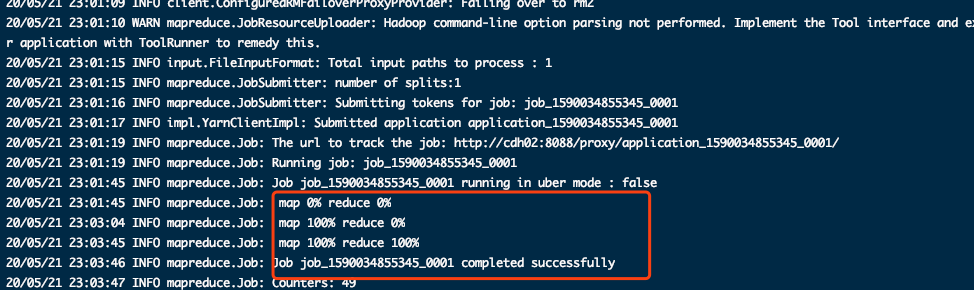 20/05/21 23:01:09 INFO client.ConfiguredRMFailoverProxyProvider: Failing over to rm2
20/05/21 23:01:10 WARN mapreduce.JobResourceUploader: Hadoop command-line option parsing not performed. Implement the Tool interface and ex
r application with ToolRunner to remedy this.
20/05/21 23:01:15 INFO input.FileInputFormat: Total input paths to process : 1
20/05/21 23:01:15 INFO mapreduce.JobSubmitter: number of splits:1
20/05/21 23:01:16 INFO mapreduce.JobSubmitter: Submitting tokens for job: job_1590034855345_0001
20/05/21 23:01:17 INFO impl.YarnClientImpl: Submitted application application_1590034855345_0001
20/05/21 23:01:19 INFO mapreduce.Job: The url to track the job: http://cdh02:8088/proxy/application_1590034855345_0001/
20/05/21 23:01:19 INFO mapreduce.Job: Running job: job_1590034855345_0001
20/05/21 23:01:45 INFO mapreduce.Job: Job job_1590034855345_0001 running in uber mode : false
20/05/21 23:01:45 INFO mapreduce.Job:  map 0% reduce 0%
20/05/21 23:03:04 INFO mapreduce.Job:  map 100% reduce 0%
20/05/21 23:03:45 INFO mapreduce.Job:  map 100% reduce 100%
20/05/21 23:03:46 INFO mapreduce.Job: Job job_1590034855345_0001 completed successfully
20/05/21 23:03:47 INFO mapreduce.Job: Counters: 49